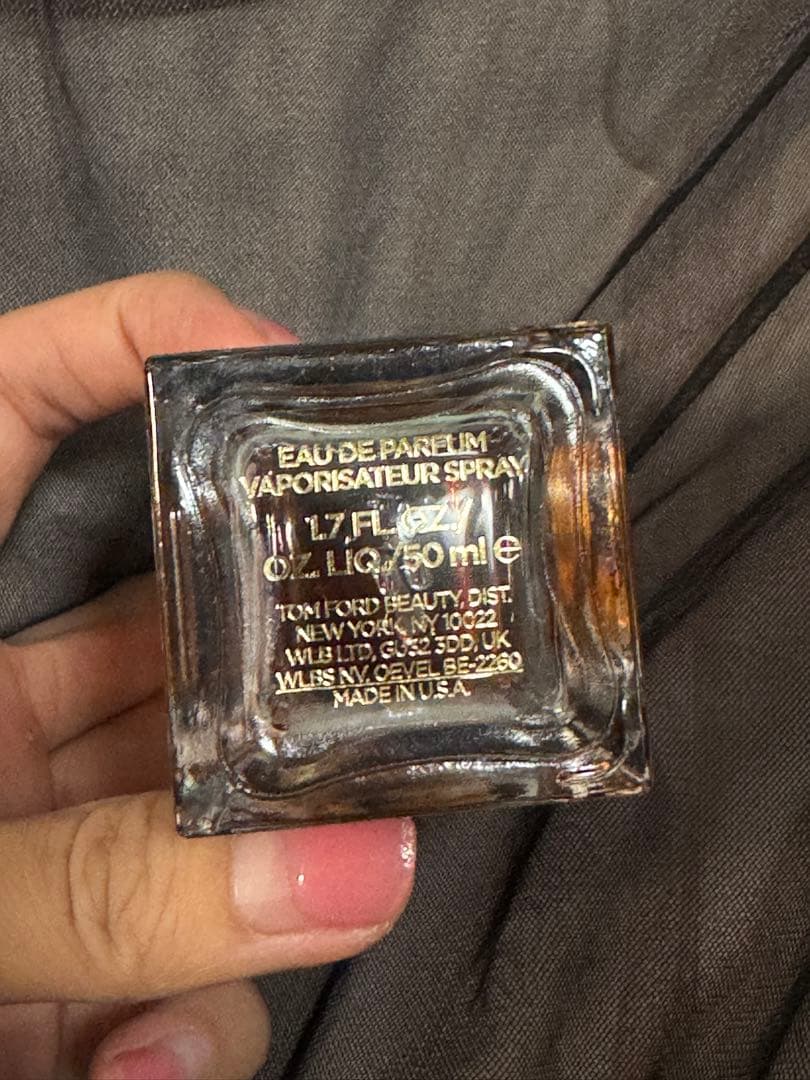 EAU DE PARFUM
VAPORISATEUR SPRAY
1.7 FL.OZ./
OZ. LIQ./50 ml ℮
TOM FORD BEAUTY, DIST.
NEW YORK, NY 10022
WLB LTD, GU32 3DD, UK
WLBS NV, OEVEL BE-2260
MADE IN U.S.A.